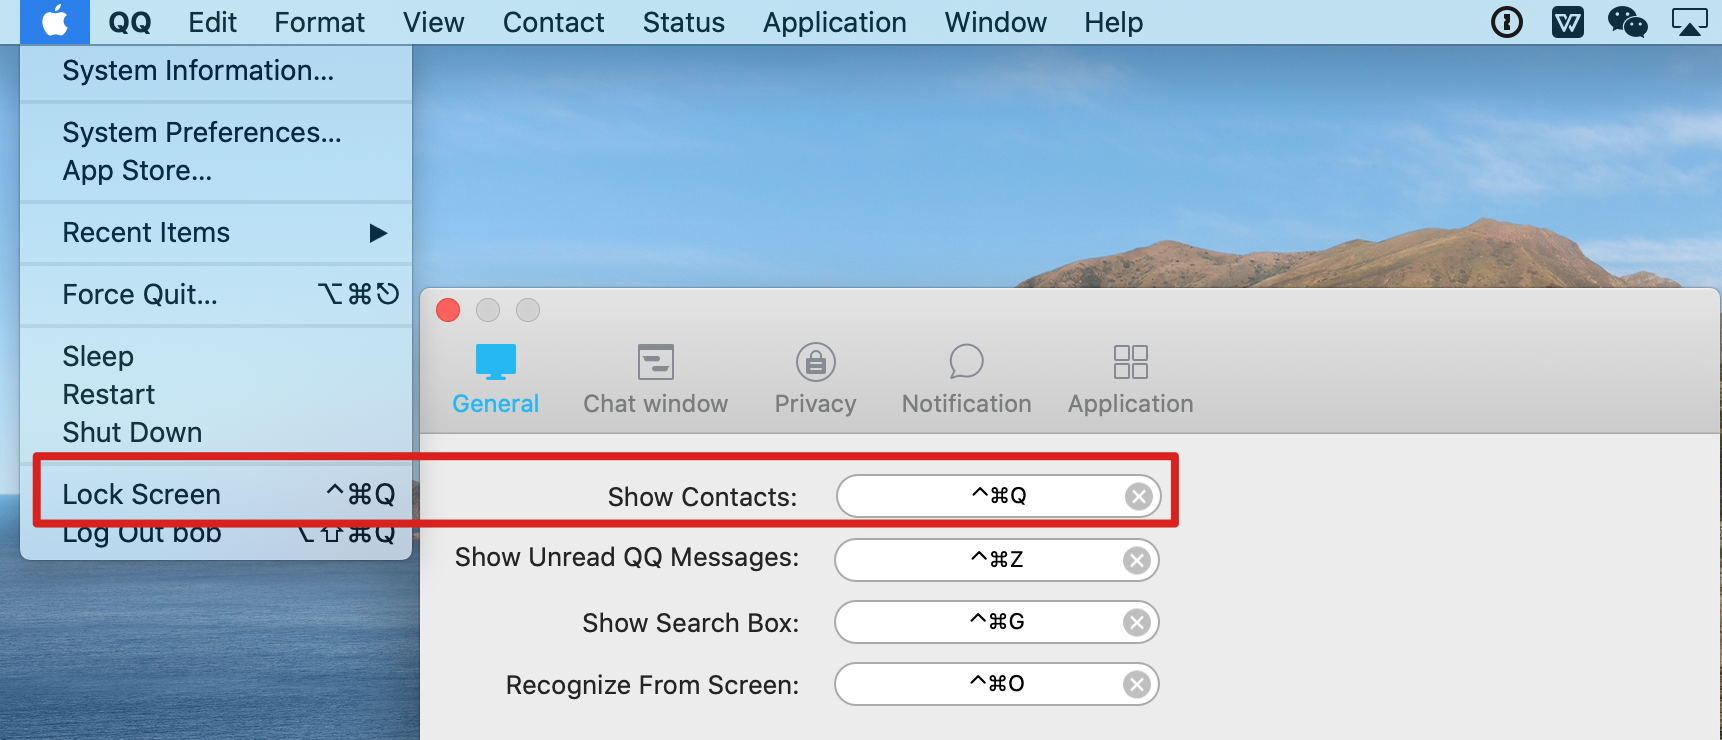 QQ Edit Format View Contact Status Application Window Help
System Information...
System Preferences...
App Store...
Recent Items ▶
Force Quit... ⌥⌘⎋
Sleep
Restart
Shut Down
Lock Screen ^⌘Q
Log Out bob ⌥⇧⌘Q
General Chat window Privacy Notification Application
Show Contacts: ^⌘Q
Show Unread QQ Messages: ^⌘Z
Show Search Box: ^⌘G
Recognize From Screen: ^⌘O